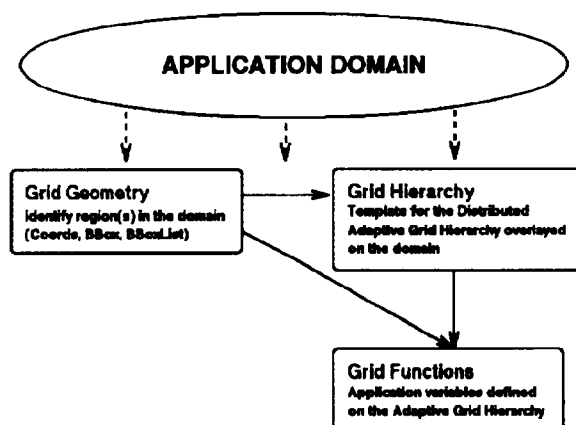 APPLICATION DOMAIN
Grid Geometry
Identify region(s) in the domain
(Coords, BBox, BBoxList)
Grid Hierarchy
Template for the Distributed
Adaptive Grid Hierarchy overlayed
on the domain
Grid Functions
Application variables defined
on the Adaptive Grid Hierarchy